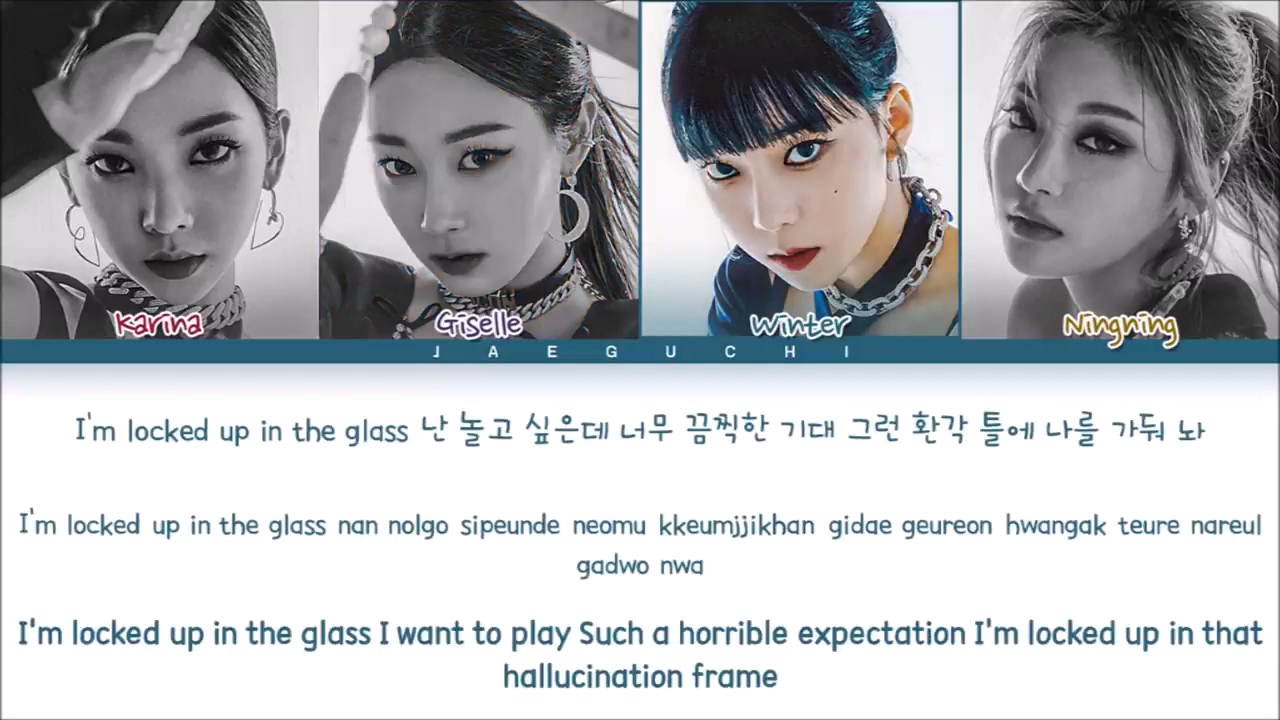 Karina
Giselle
Winter
Ningning
JAEGUCHI
I'm locked up in the glass 난 놀고 싶은데 너무 끔찍한 기대 그런 환각 틀에 나를 가둬 놔
I'm locked up in the glass nan nolgo sipeunde neomu kkeumjjikhan gidae geureon hwangak teure nareul
gadwo nwa
I'm locked up in the glass I want to play Such a horrible expectation I'm locked up in that
hallucination frame